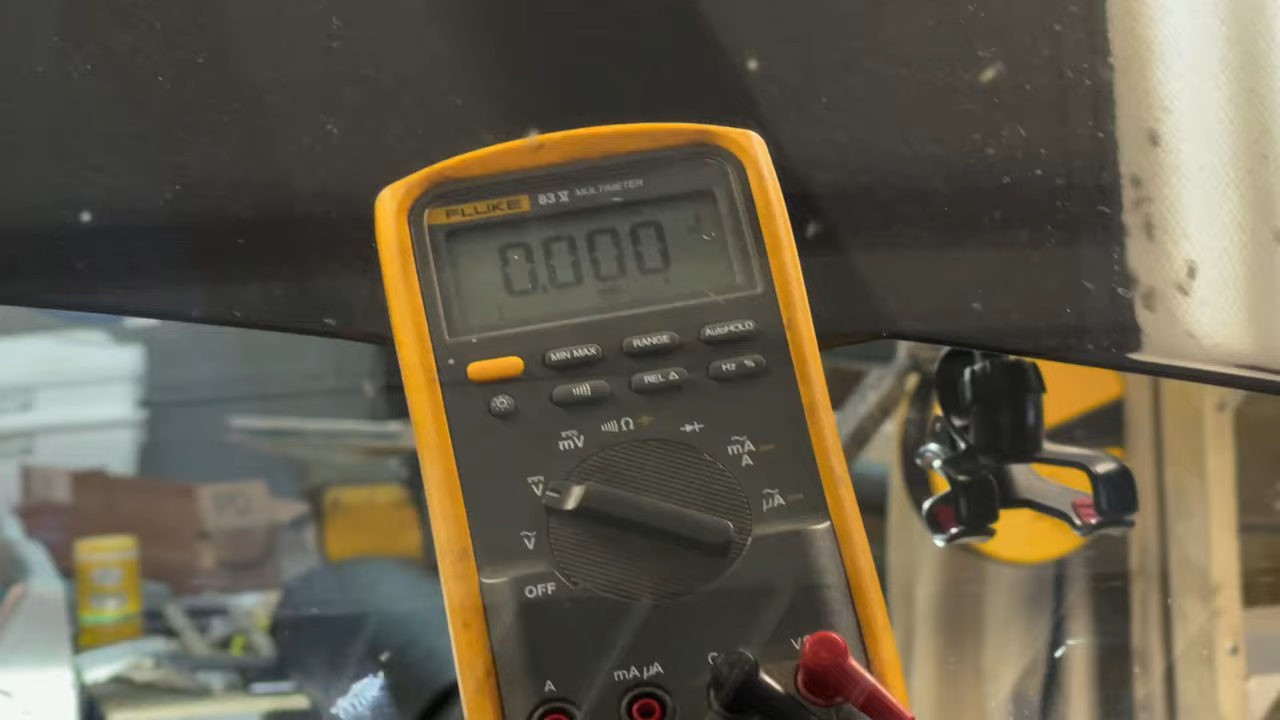 FLUKE 83 V MULTIMETER
0.000
MIN MAX RANGE AutoHOLD
REL Δ Hz %
mV Ω mA A
V μA
V
OFF
A mA μA